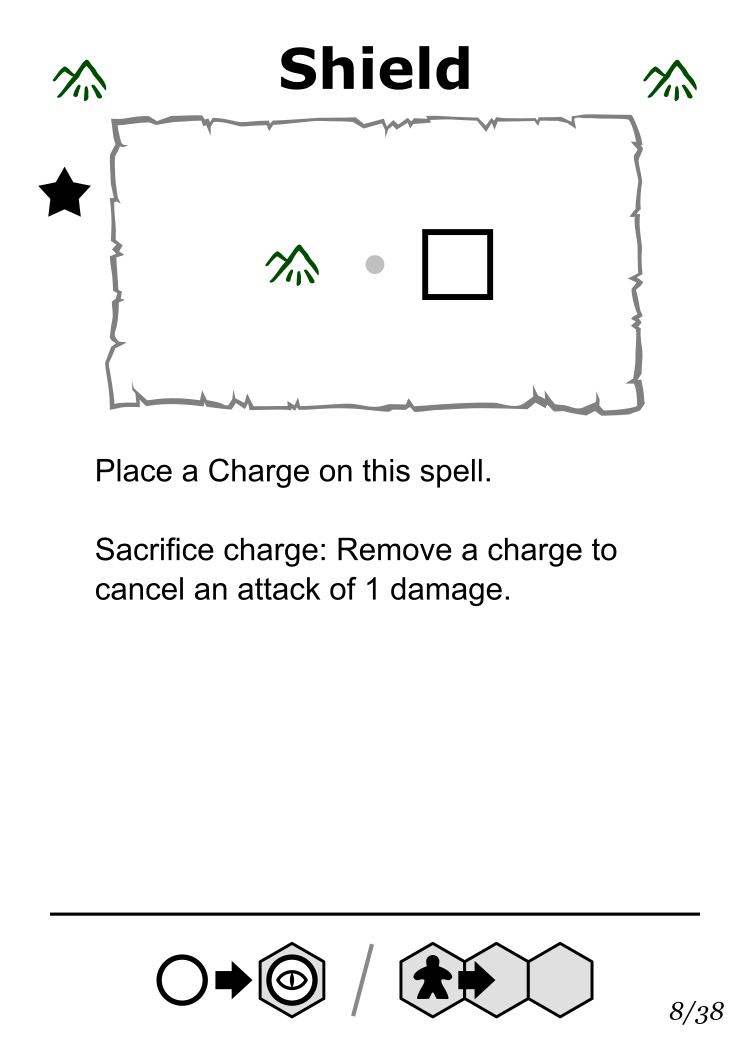 Shield
Place a Charge on this spell.
Sacrifice charge: Remove a charge to
cancel an attack of 1 damage.
8/38